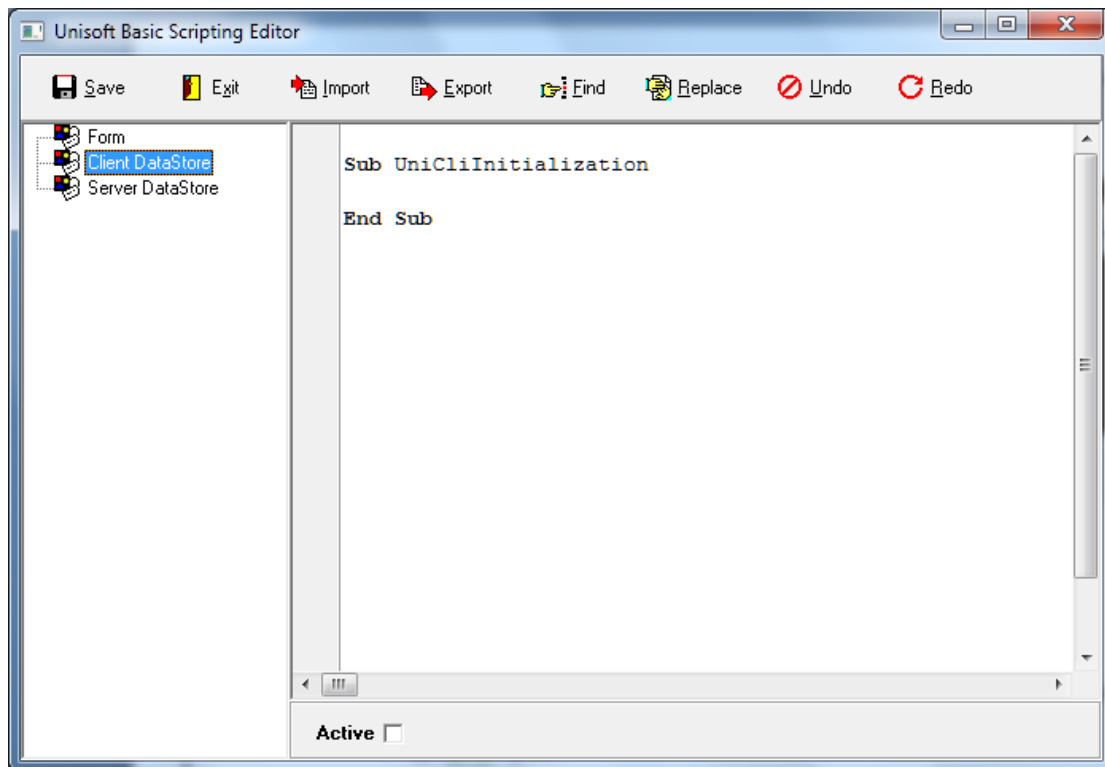 Unisoft Basic Scripting Editor
Save Exit Import Export Find Replace Undo Redo
Form
Client DataStore
Server DataStore
Sub UniCliInitialization
End Sub
Active